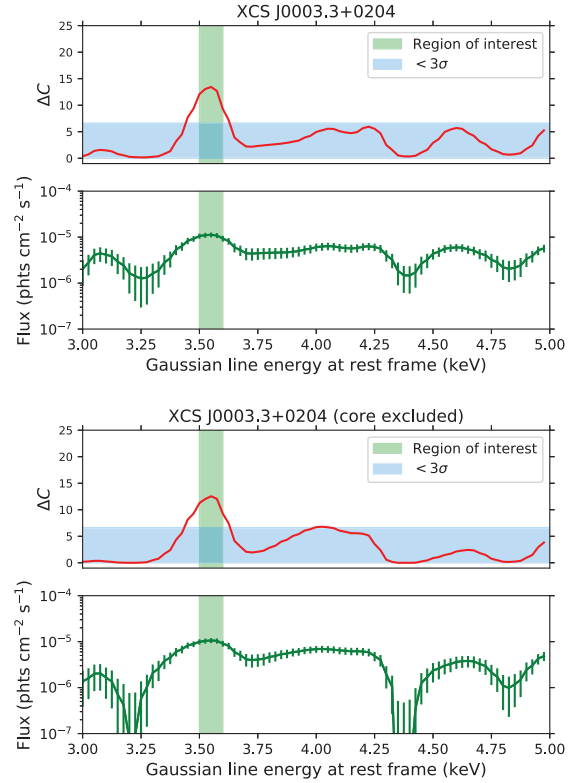 XCS J0003.3+0204
25
20
15
10
5
0
ΔC
Region of interest
< 3σ
10⁻⁴
10⁻⁵
10⁻⁶
10⁻⁷
Flux (phts cm⁻² s⁻¹)
3.00 3.25 3.50 3.75 4.00 4.25 4.50 4.75 5.00
Gaussian line energy at rest frame (keV)
XCS J0003.3+0204 (core excluded)
25
20
15
10
5
0
ΔC
Region of interest
< 3σ
10⁻⁴
10⁻⁵
10⁻⁶
10⁻⁷
Flux (phts cm⁻² s⁻¹)
3.00 3.25 3.50 3.75 4.00 4.25 4.50 4.75 5.00
Gaussian line energy at rest frame (keV)